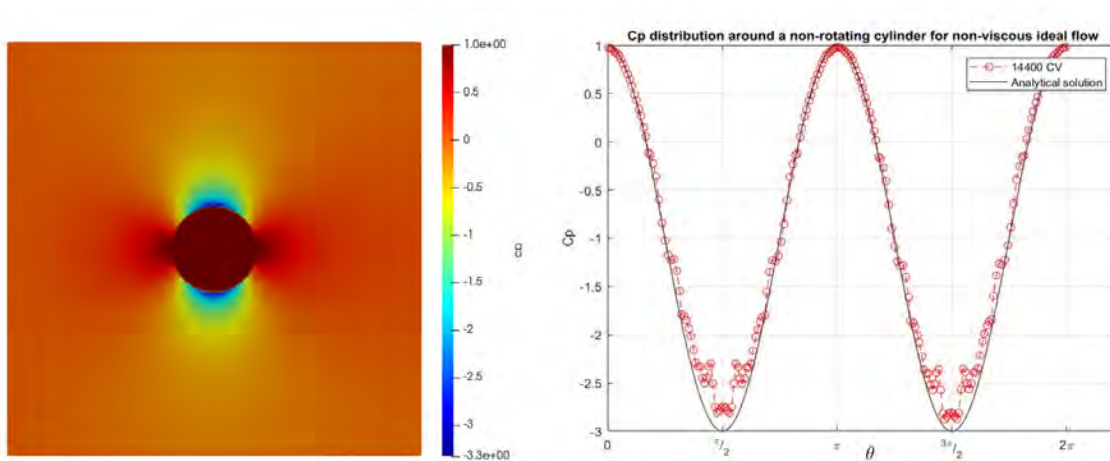 1.0e+00
0.5
0
-0.5
-1
-1.5
-2
-2.5
-3
-3.3e+00
cp
Cp distribution around a non-rotating cylinder for non-viscous ideal flow
14400 CV
Analytical solution
1
0.5
0
-0.5
-1
-1.5
-2
-2.5
-3
Cp
0
π/2
π
3π/2
2π
θ